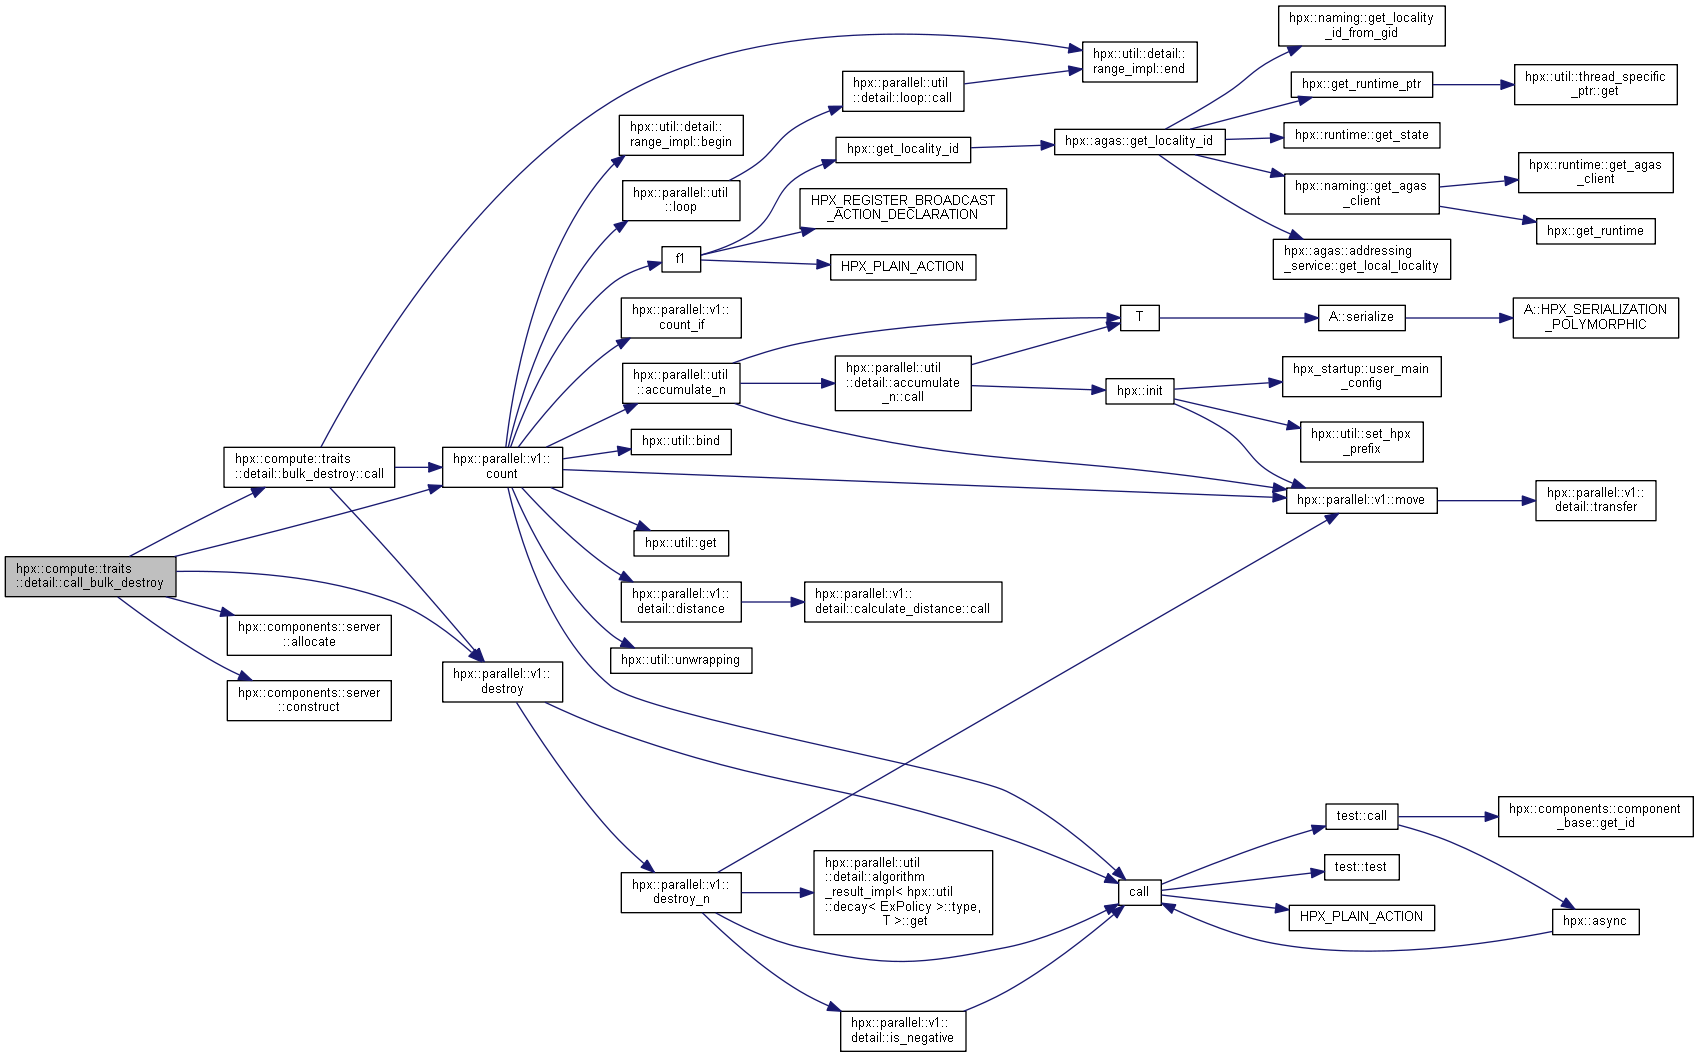 hpx::compute::traits
::detail::call_bulk_destroy
hpx::compute::traits
::detail::bulk_destroy::call
hpx::components::server
::allocate
hpx::components::server
::construct
hpx::parallel::v1::
count
hpx::parallel::v1::
destroy
hpx::util::detail::
range_impl::begin
hpx::parallel::util
::loop
f1
hpx::parallel::v1::
count_if
hpx::parallel::util
::accumulate_n
hpx::util::bind
hpx::util::get
hpx::parallel::v1::
detail::distance
hpx::util::unwrapping
hpx::parallel::v1::
destroy_n
hpx::parallel::util
::detail::loop::call
hpx::get_locality_id
HPX_REGISTER_BROADCAST
_ACTION_DECLARATION
HPX_PLAIN_ACTION
hpx::parallel::util
::detail::accumulate
_n::call
hpx::parallel::v1::
detail::calculate_distance::call
hpx::parallel::util
::detail::algorithm
_result_impl< hpx::util
::decay< ExPolicy >::type,
T >::get
hpx::parallel::v1::
detail::is_negative
hpx::util::detail::
range_impl::end
hpx::agas::get_locality_id
T
hpx::init
call
hpx::naming::get_locality
_id_from_gid
hpx::get_runtime_ptr
hpx::runtime::get_state
hpx::naming::get_agas
_client
hpx::agas::addressing
_service::get_local_locality
A::serialize
hpx_startup::user_main
_config
hpx::util::set_hpx
_prefix
hpx::parallel::v1::move
test::call
test::test
HPX_PLAIN_ACTION
hpx::util::thread_specific
_ptr::get
hpx::runtime::get_agas
_client
hpx::get_runtime
A::HPX_SERIALIZATION
_POLYMORPHIC
hpx::parallel::v1::
detail::transfer
hpx::components::component
_base::get_id
hpx::async